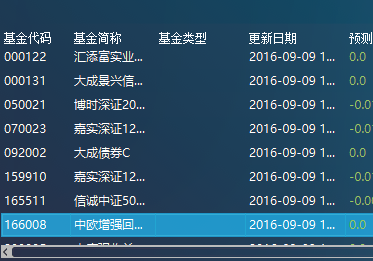 基金代码 基金简称 基金类型 更新日期 预测
000122 汇添富实业... 2016-09-09 1... 0.0
000131 大成景兴信... 2016-09-09 1... 0.0
050021 博时深证20... 2016-09-09 1... -0.0
070023 嘉实深证12... 2016-09-09 1... -0.0
092002 大成债券C 2016-09-09 1... 0.0
159910 嘉实深证12... 2016-09-09 1... -0.0
165511 信诚中证50... 2016-09-09 1... -0.0
166008 中欧增强回... 2016-09-09 1... 0.0